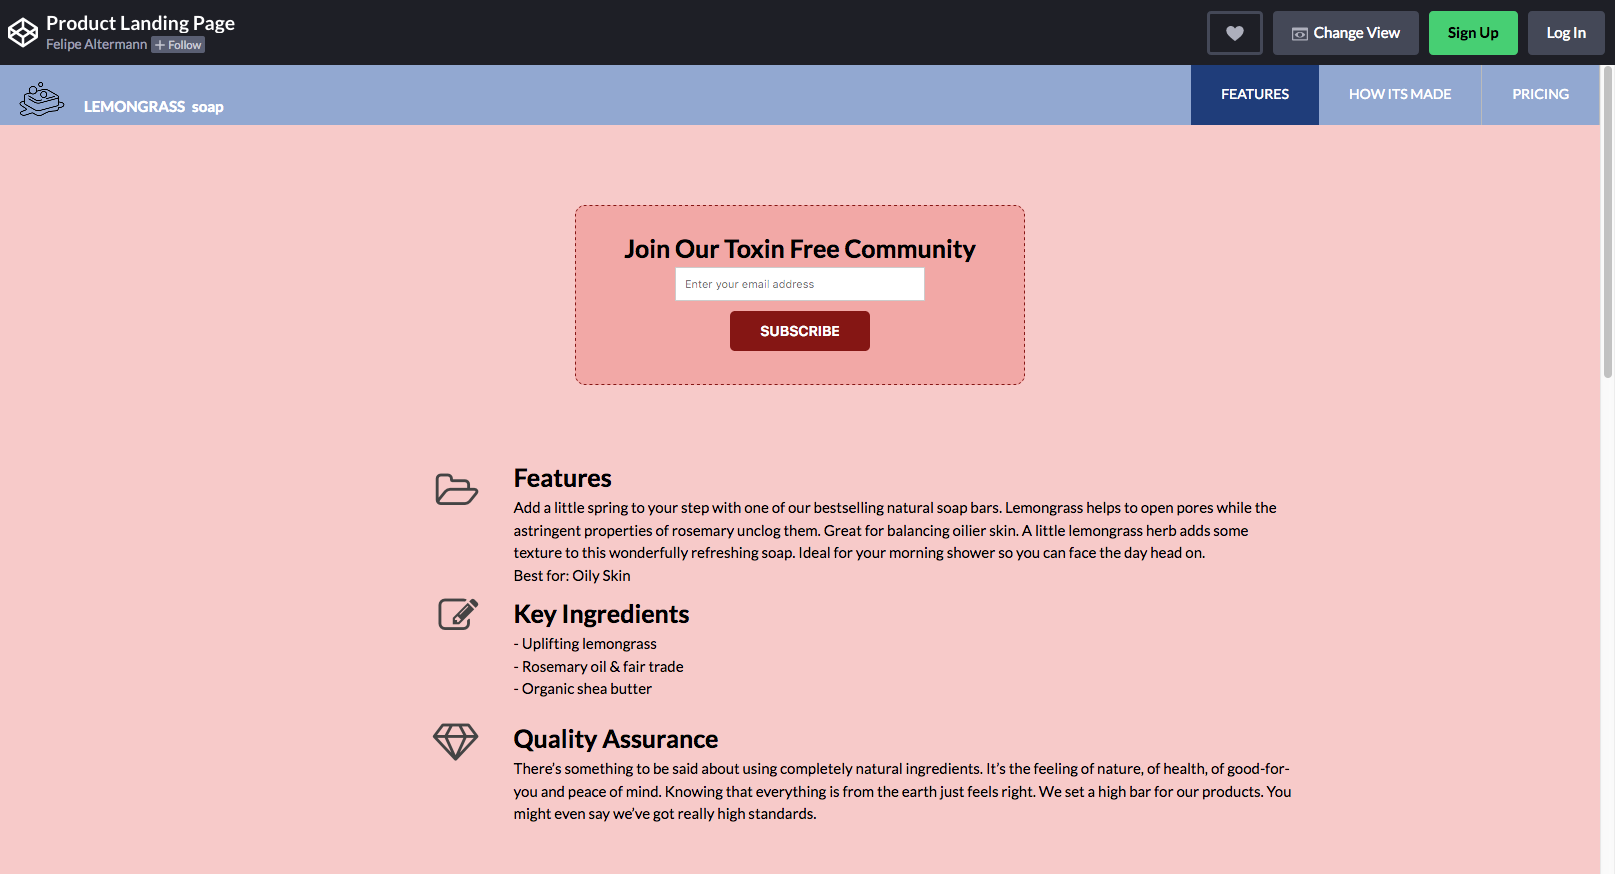 Product Landing Page
Felipe Altermann + Follow
Change View
Sign Up
Log In
LEMONGRASS soap
FEATURES
HOW ITS MADE
PRICING
Join Our Toxin Free Community
Enter your email address
SUBSCRIBE
Features
Add a little spring to your step with one of our bestselling natural soap bars. Lemongrass helps to open pores while the
astringent properties of rosemary unclog them. Great for balancing oilier skin. A little lemongrass herb adds some
texture to this wonderfully refreshing soap. Ideal for your morning shower so you can face the day head on.
Best for: Oily Skin
Key Ingredients
- Uplifting lemongrass
- Rosemary oil & fair trade
- Organic shea butter
Quality Assurance
There’s something to be said about using completely natural ingredients. It’s the feeling of nature, of health, of good-for-
you and peace of mind. Knowing that everything is from the earth just feels right. We set a high bar for our products. You
might even say we’ve got really high standards.